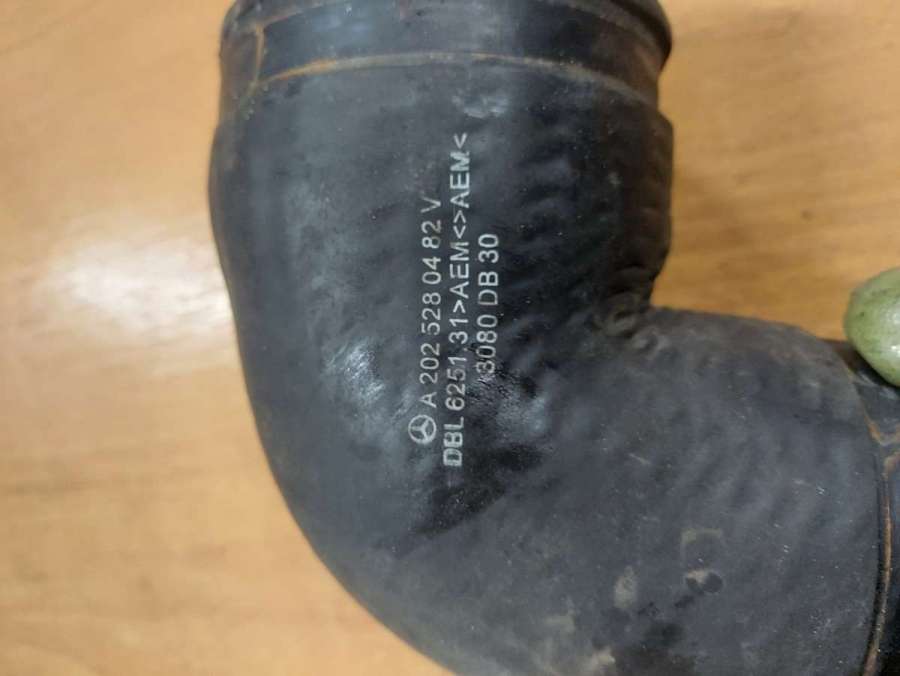 A 202 528 04 82 V
DBL 6251.31>AEM<>AEM<
3080 DB 30